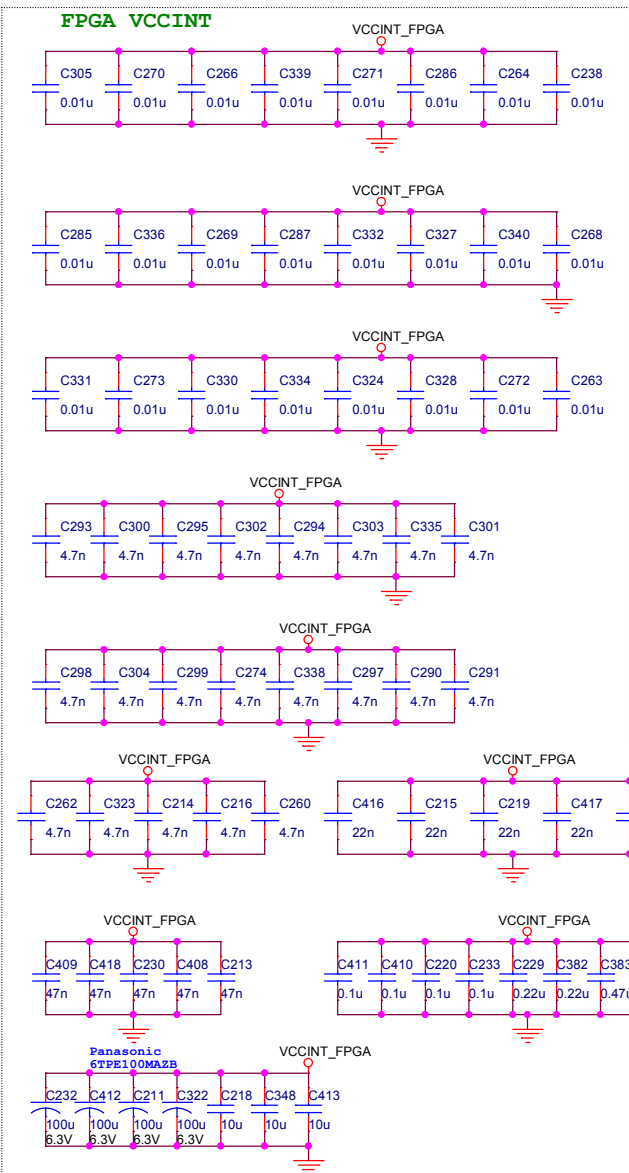 FPGA VCCINT
VCCINT_FPGA
C305 C270 C266 C339 C271 C286 C264 C238
0.01u 0.01u 0.01u 0.01u 0.01u 0.01u 0.01u 0.01u
VCCINT_FPGA
C285 C336 C269 C287 C332 C327 C340 C268
0.01u 0.01u 0.01u 0.01u 0.01u 0.01u 0.01u 0.01u
VCCINT_FPGA
C331 C273 C330 C334 C324 C328 C272 C263
0.01u 0.01u 0.01u 0.01u 0.01u 0.01u 0.01u 0.01u
VCCINT_FPGA
C293 C300 C295 C302 C294 C303 C335 C301
4.7n 4.7n 4.7n 4.7n 4.7n 4.7n 4.7n 4.7n
VCCINT_FPGA
C298 C304 C299 C274 C338 C297 C290 C291
4.7n 4.7n 4.7n 4.7n 4.7n 4.7n 4.7n 4.7n
VCCINT_FPGA VCCINT_FPGA
C262 C323 C214 C216 C260 C416 C215 C219 C417
4.7n 4.7n 4.7n 4.7n 4.7n 22n 22n 22n 22n
VCCINT_FPGA VCCINT_FPGA
C409 C418 C230 C408 C213 C411 C410 C220 C233 C229 C382 C383
47n 47n 47n 47n 47n 0.1u 0.1u 0.1u 0.1u 0.22u 0.22u 0.47u
Panasonic VCCINT_FPGA
6TPE100MAZB
C232 C412 C211 C322 C218 C348 C413
100u 100u 100u 100u 10u 10u 10u
6.3V 6.3V 6.3V 6.3V